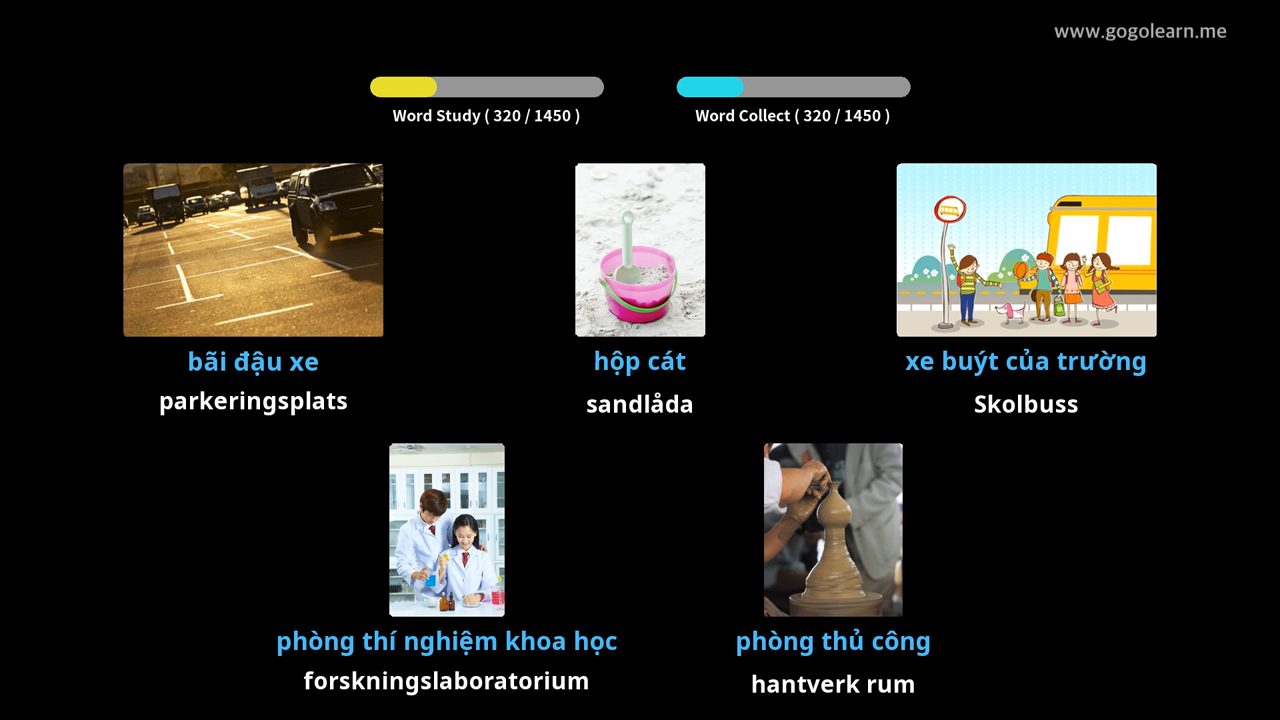 www.gogolearn.me
Word Study ( 320 / 1450 )
Word Collect ( 320 / 1450 )
bãi đậu xe
parkeringsplats
hộp cát
sandlåda
xe buýt của trường
Skolbuss
phòng thí nghiệm khoa học
forskningslaboratorium
phòng thủ công
hantverk rum